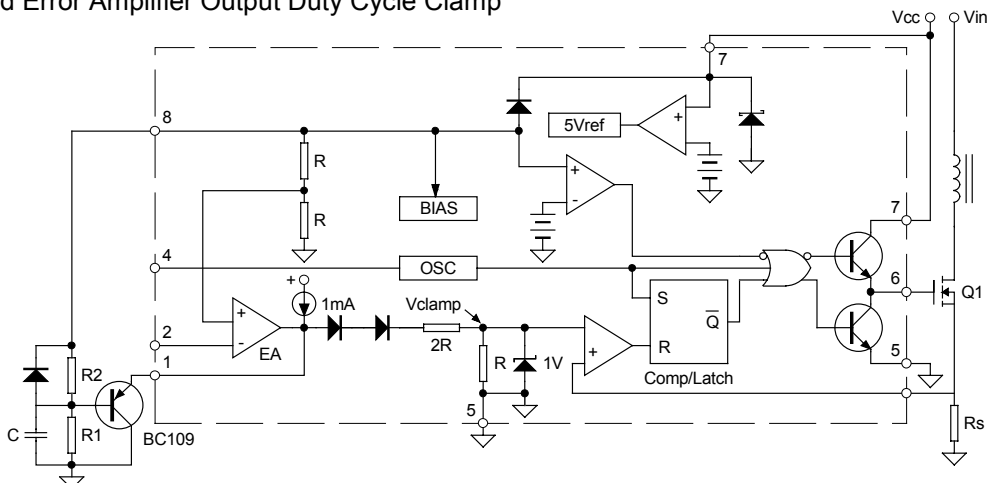 d Error Amplifier Output Duty Cycle Clamp
Vcc
Vin
7
8
5Vref
+
R
+
-
BIAS
R
7
4
OSC
+
1mA
Vclamp
S
Q
R
6
Q1
+
-
EA
2
1
2R
R
1V
+
Comp/Latch
5
5
R2
R1
C
BC109
Rs